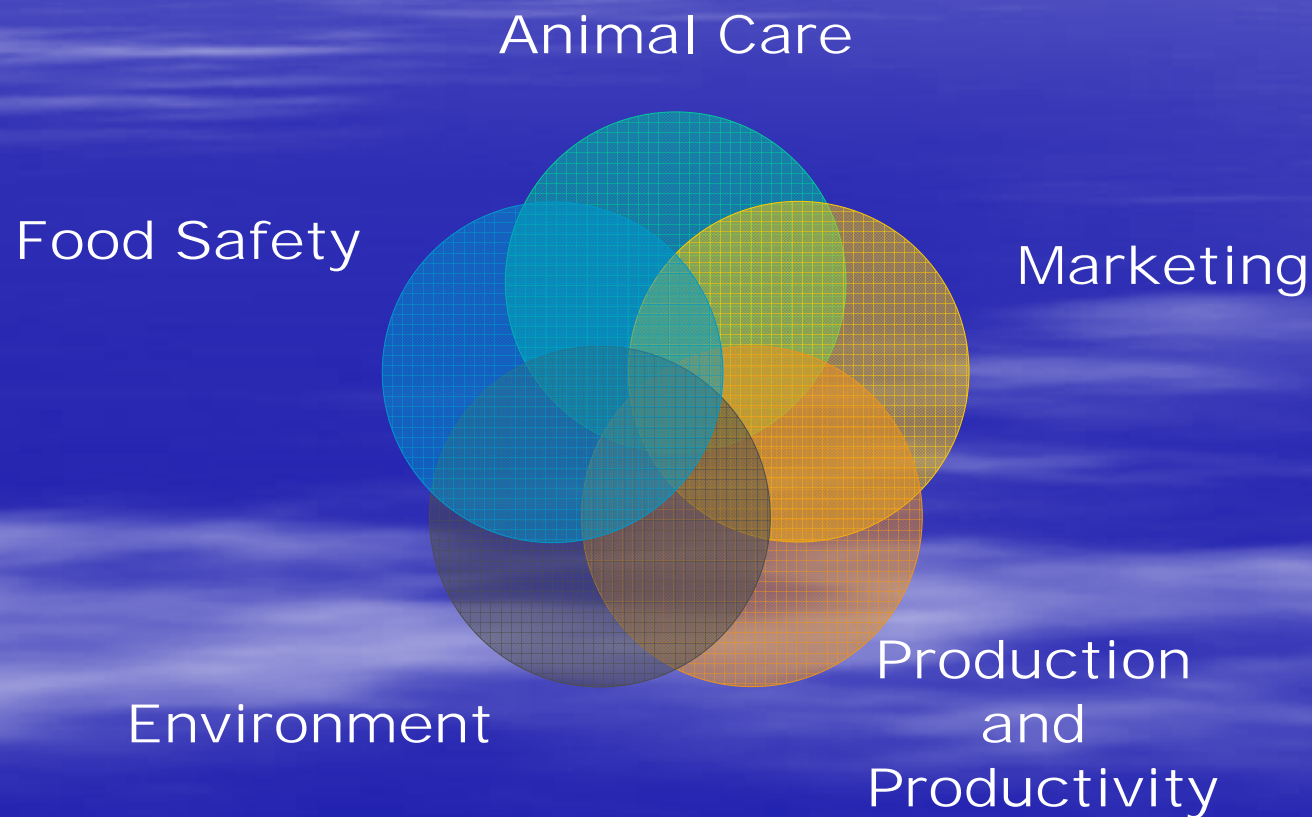 Animal Care
Food Safety
Marketing
Production
and
Productivity
Environment